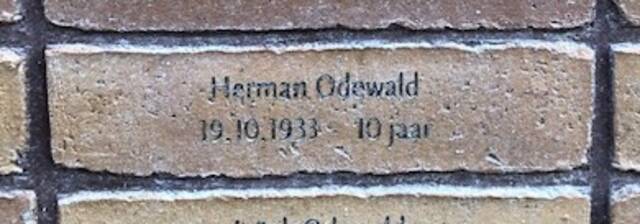 Herman Odewald
19.10.1933 10 jaar